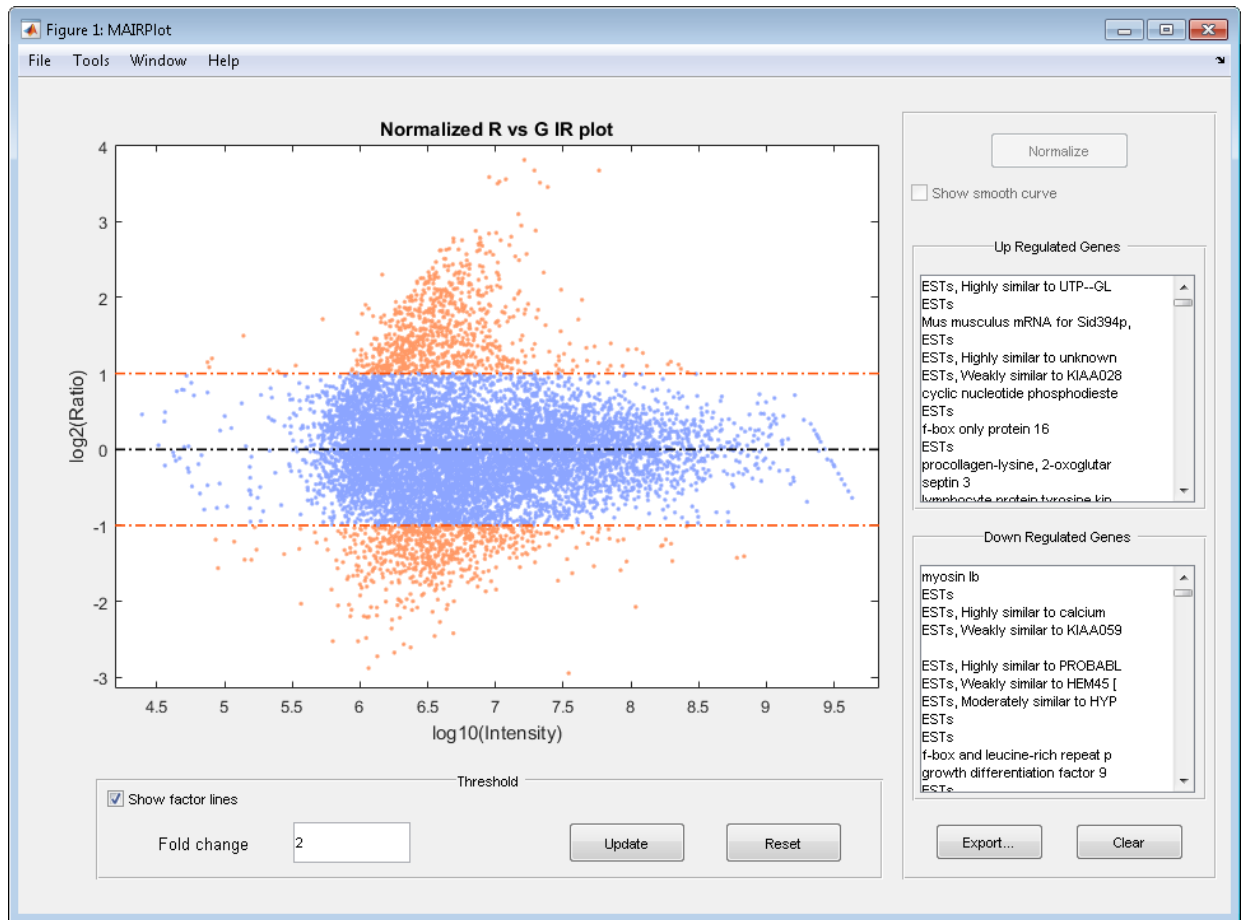 Figure 1: MAIRPlot
File Tools Window Help
Normalized R vs G IR plot
4
3
2
1
0
-1
-2
-3
log2(Ratio)
4.5 5 5.5 6 6.5 7 7.5 8 8.5 9 9.5
log10(Intensity)
Threshold
Show factor lines
Fold change 2 Update Reset
Normalize
Show smooth curve
Up Regulated Genes
ESTs, Highly similar to UTP--GL
ESTs
Mus musculus mRNA for Sid394p,
ESTs
ESTs, Highly similar to unknown
ESTs, Weakly similar to KIAA028
cyclic nucleotide phosphodieste
ESTs
f-box only protein 16
ESTs
procollagen-lysine, 2-oxoglutar
septin 3
lymphocyte protein tyrosine kin
Down Regulated Genes
myosin Ib
ESTs
ESTs, Highly similar to calcium
ESTs, Weakly similar to KIAA059
ESTs, Highly similar to PROBABL
ESTs, Weakly similar to HEM45 [
ESTs, Moderately similar to HYP
ESTs
ESTs
f-box and leucine-rich repeat p
growth differentiation factor 9
ESTs
Export... Clear